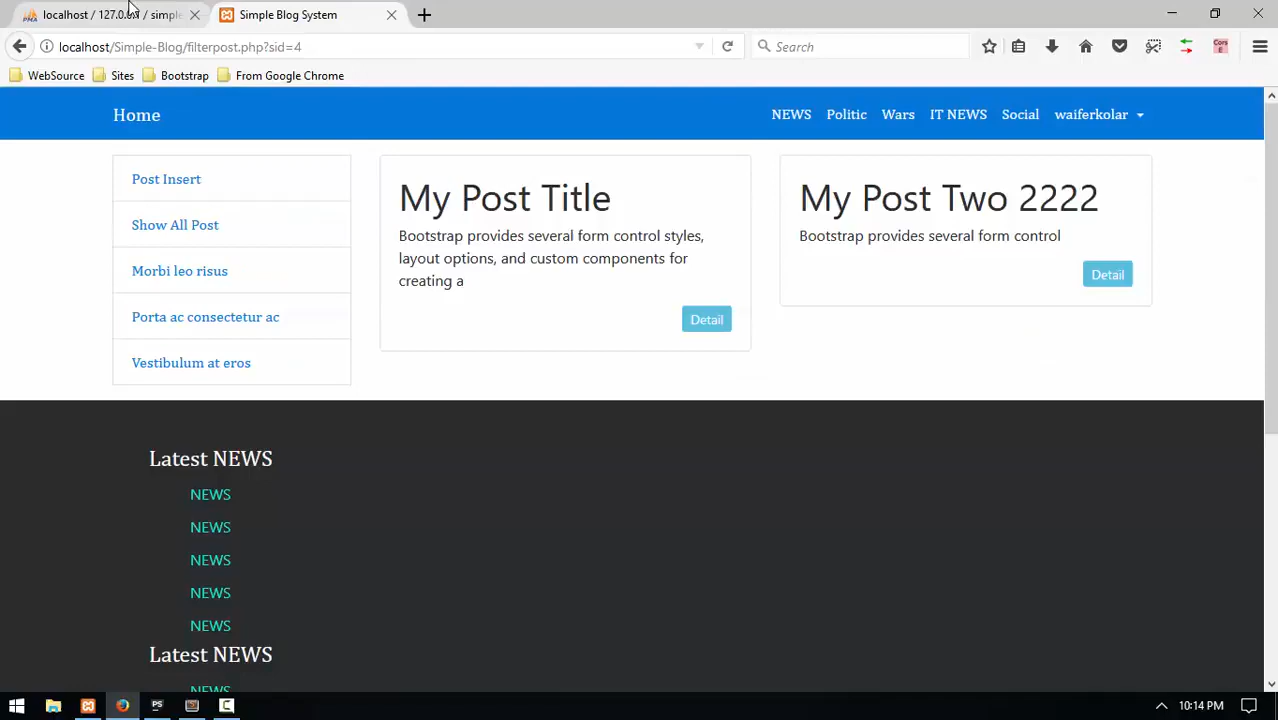 localhost / 127.0.0.1 / simple
Simple Blog System
localhost/Simple-Blog/filterpost.php?sid=4
Search
WebSource
Sites
Bootstrap
From Google Chrome
Home
NEWS
Politic
Wars
IT NEWS
Social
waiferkolar
Post Insert
Show All Post
Morbi leo risus
Porta ac consectetur ac
Vestibulum at eros
My Post Title
Bootstrap provides several form control styles,
layout options, and custom components for
creating a
Detail
My Post Two 2222
Bootstrap provides several form control
Detail
Latest NEWS
NEWS
NEWS
NEWS
NEWS
NEWS
Latest NEWS
NEWS
10:14 PM